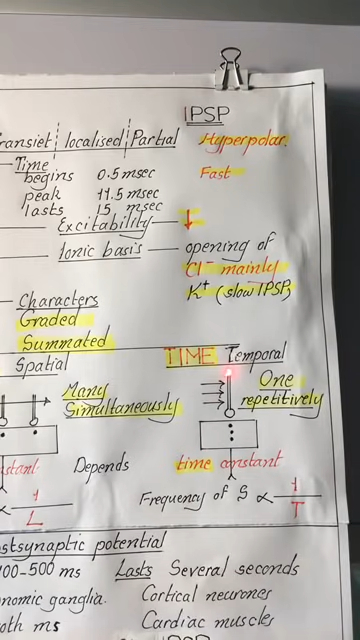 IPSP
ransiet localised Partial Hyperpolar.
Time
begins 0.5 msec Fast
peak 11.5 msec
lasts 15 msec
Excitability ↓
Ionic basis opening of
Cl⁻ mainly
K⁺ (slow IPSP)
Characters
Graded
Summated
Spatial TIME Temporal
Many One
Simultaneously repetitively
stant Depends time constant
∝ 1/L Frequency of S ∝ 1/T
stsynaptic potential
00-500 ms Lasts Several seconds
nomic ganglia. Cortical neurones
oth ms Cardiac muscles